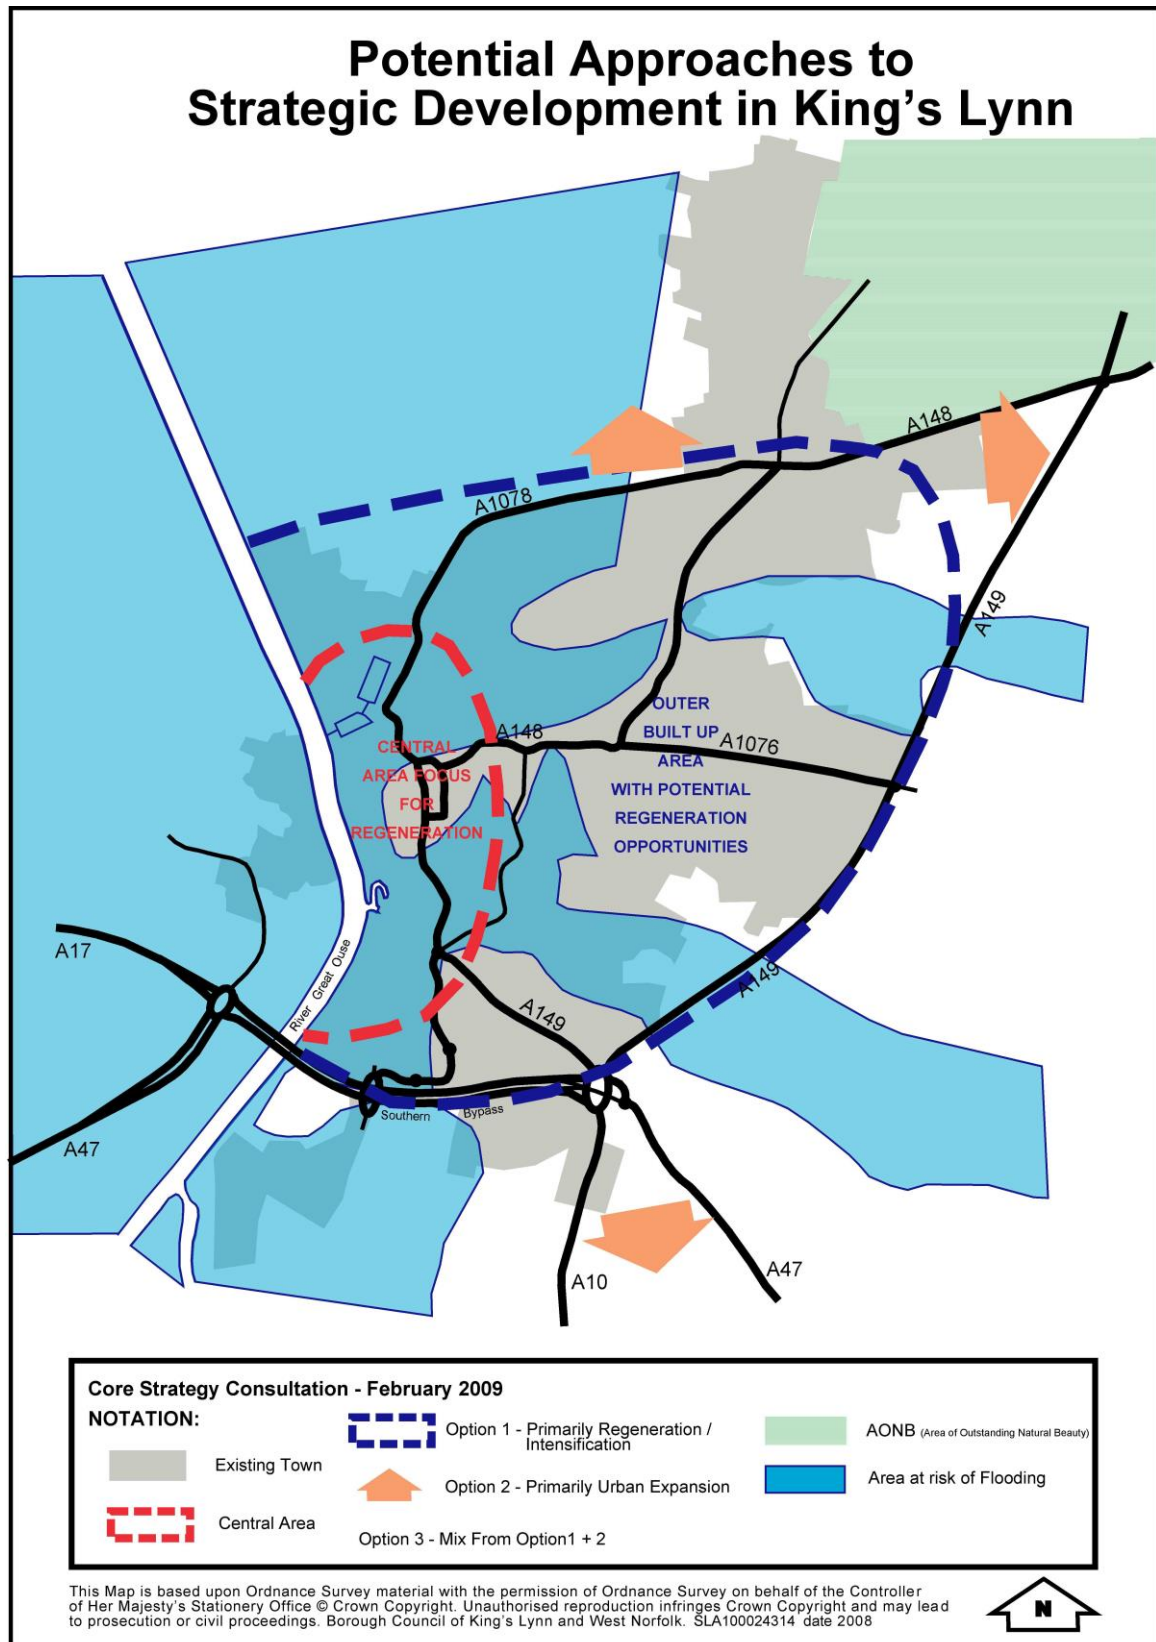 Potential Approaches to
Strategic Development in King's Lynn
A148
A1078
A149
OUTER
BUILT UP
AREA
WITH POTENTIAL
REGENERATION
OPPORTUNITIES
A148
A1076
CENTRAL
AREA FOCUS
FOR
REGENERATION
A17
River Great Ouse
A149
A149
Southern Bypass
A47
A10
A47
Core Strategy Consultation - February 2009
NOTATION:
Existing Town
Central Area
Option 1 - Primarily Regeneration /
Intensification
Option 2 - Primarily Urban Expansion
Option 3 - Mix From Option1 + 2
AONB (Area of Outstanding Natural Beauty)
Area at risk of Flooding
This Map is based upon Ordnance Survey material with the permission of Ordnance Survey on behalf of the Controller
of Her Majesty's Stationery Office © Crown Copyright. Unauthorised reproduction infringes Crown Copyright and may lead
to prosecution or civil proceedings. Borough Council of King's Lynn and West Norfolk. SLA100024314 date 2008
N